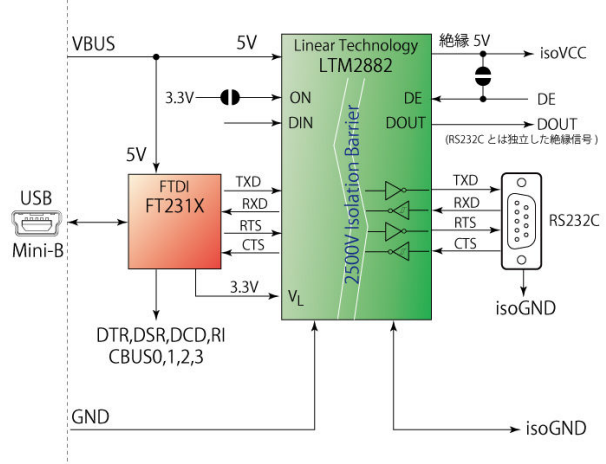 VBUS
5V
Linear Technology
LTM2882
絶縁 5V
isoVCC
3.3V
ON
DE
DE
DIN
DOUT
DOUT
(RS232C とは独立した絶縁信号)
5V
2500V Isolation Barrier
FTDI
FT231X
TXD
RXD
RTS
CTS
TXD
RXD
RTS
CTS
RS232C
USB
Mini-B
3.3V
VL
isoGND
DTR,DSR,DCD,RI
CBUS0,1,2,3
GND
isoGND